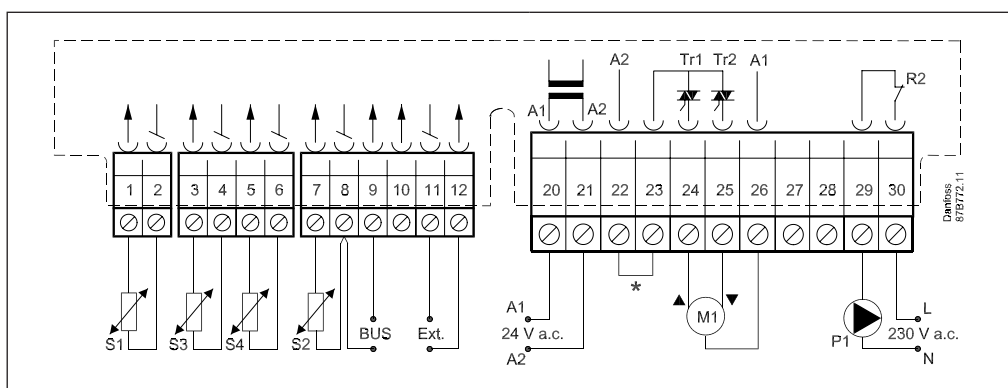 A2 Tr1 Tr2 A1
R2
A1 A2
1 2 3 4 5 6 7 8 9 10 11 12
20 21 22 23 24 25 26 27 28 29 30
Danfoss
87B772.11
*
A1 L
S1 S3 S4 S2 BUS Ext. 24 V a.c. M1 P1 230 V a.c.
A2 N